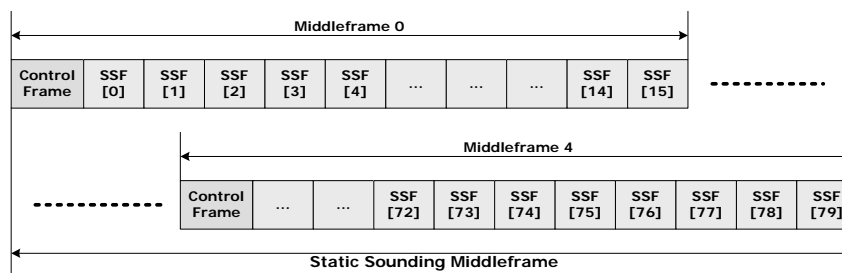 Middleframe 0
Control Frame
SSF [0]
SSF [1]
SSF [2]
SSF [3]
SSF [4]
...
...
...
SSF [14]
SSF [15]
Middleframe 4
Control Frame
...
...
SSF [72]
SSF [73]
SSF [74]
SSF [75]
SSF [76]
SSF [77]
SSF [78]
SSF [79]
Static Sounding Middleframe